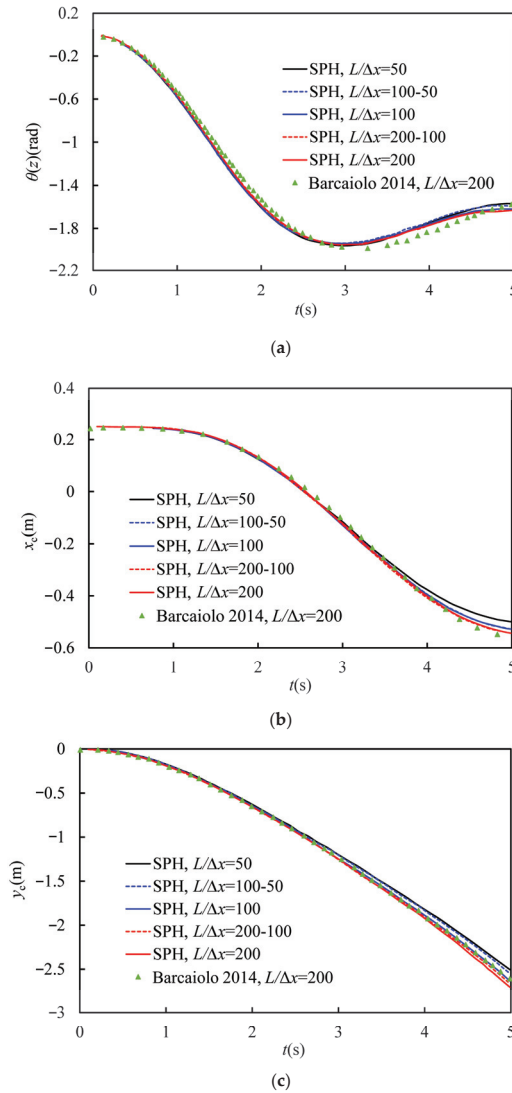 −0.2
−0.6
−1
−1.4
−1.8
−2.2
θ(z)(rad)
SPH, L/Δx=50
SPH, L/Δx=100-50
SPH, L/Δx=100
SPH, L/Δx=200-100
SPH, L/Δx=200
Barcaiolo 2014, L/Δx=200
0 1 2 3 4 5
t(s)
(a)
0.4
0.2
0
−0.2
−0.4
−0.6
xc(m)
SPH, L/Δx=50
SPH, L/Δx=100-50
SPH, L/Δx=100
SPH, L/Δx=200-100
SPH, L/Δx=200
Barcaiolo 2014, L/Δx=200
0 1 2 3 4 5
t(s)
(b)
0
−0.5
−1
−1.5
−2
−2.5
−3
yc(m)
SPH, L/Δx=50
SPH, L/Δx=100-50
SPH, L/Δx=100
SPH, L/Δx=200-100
SPH, L/Δx=200
Barcaiolo 2014, L/Δx=200
0 1 2 3 4 5
t(s)
(c)